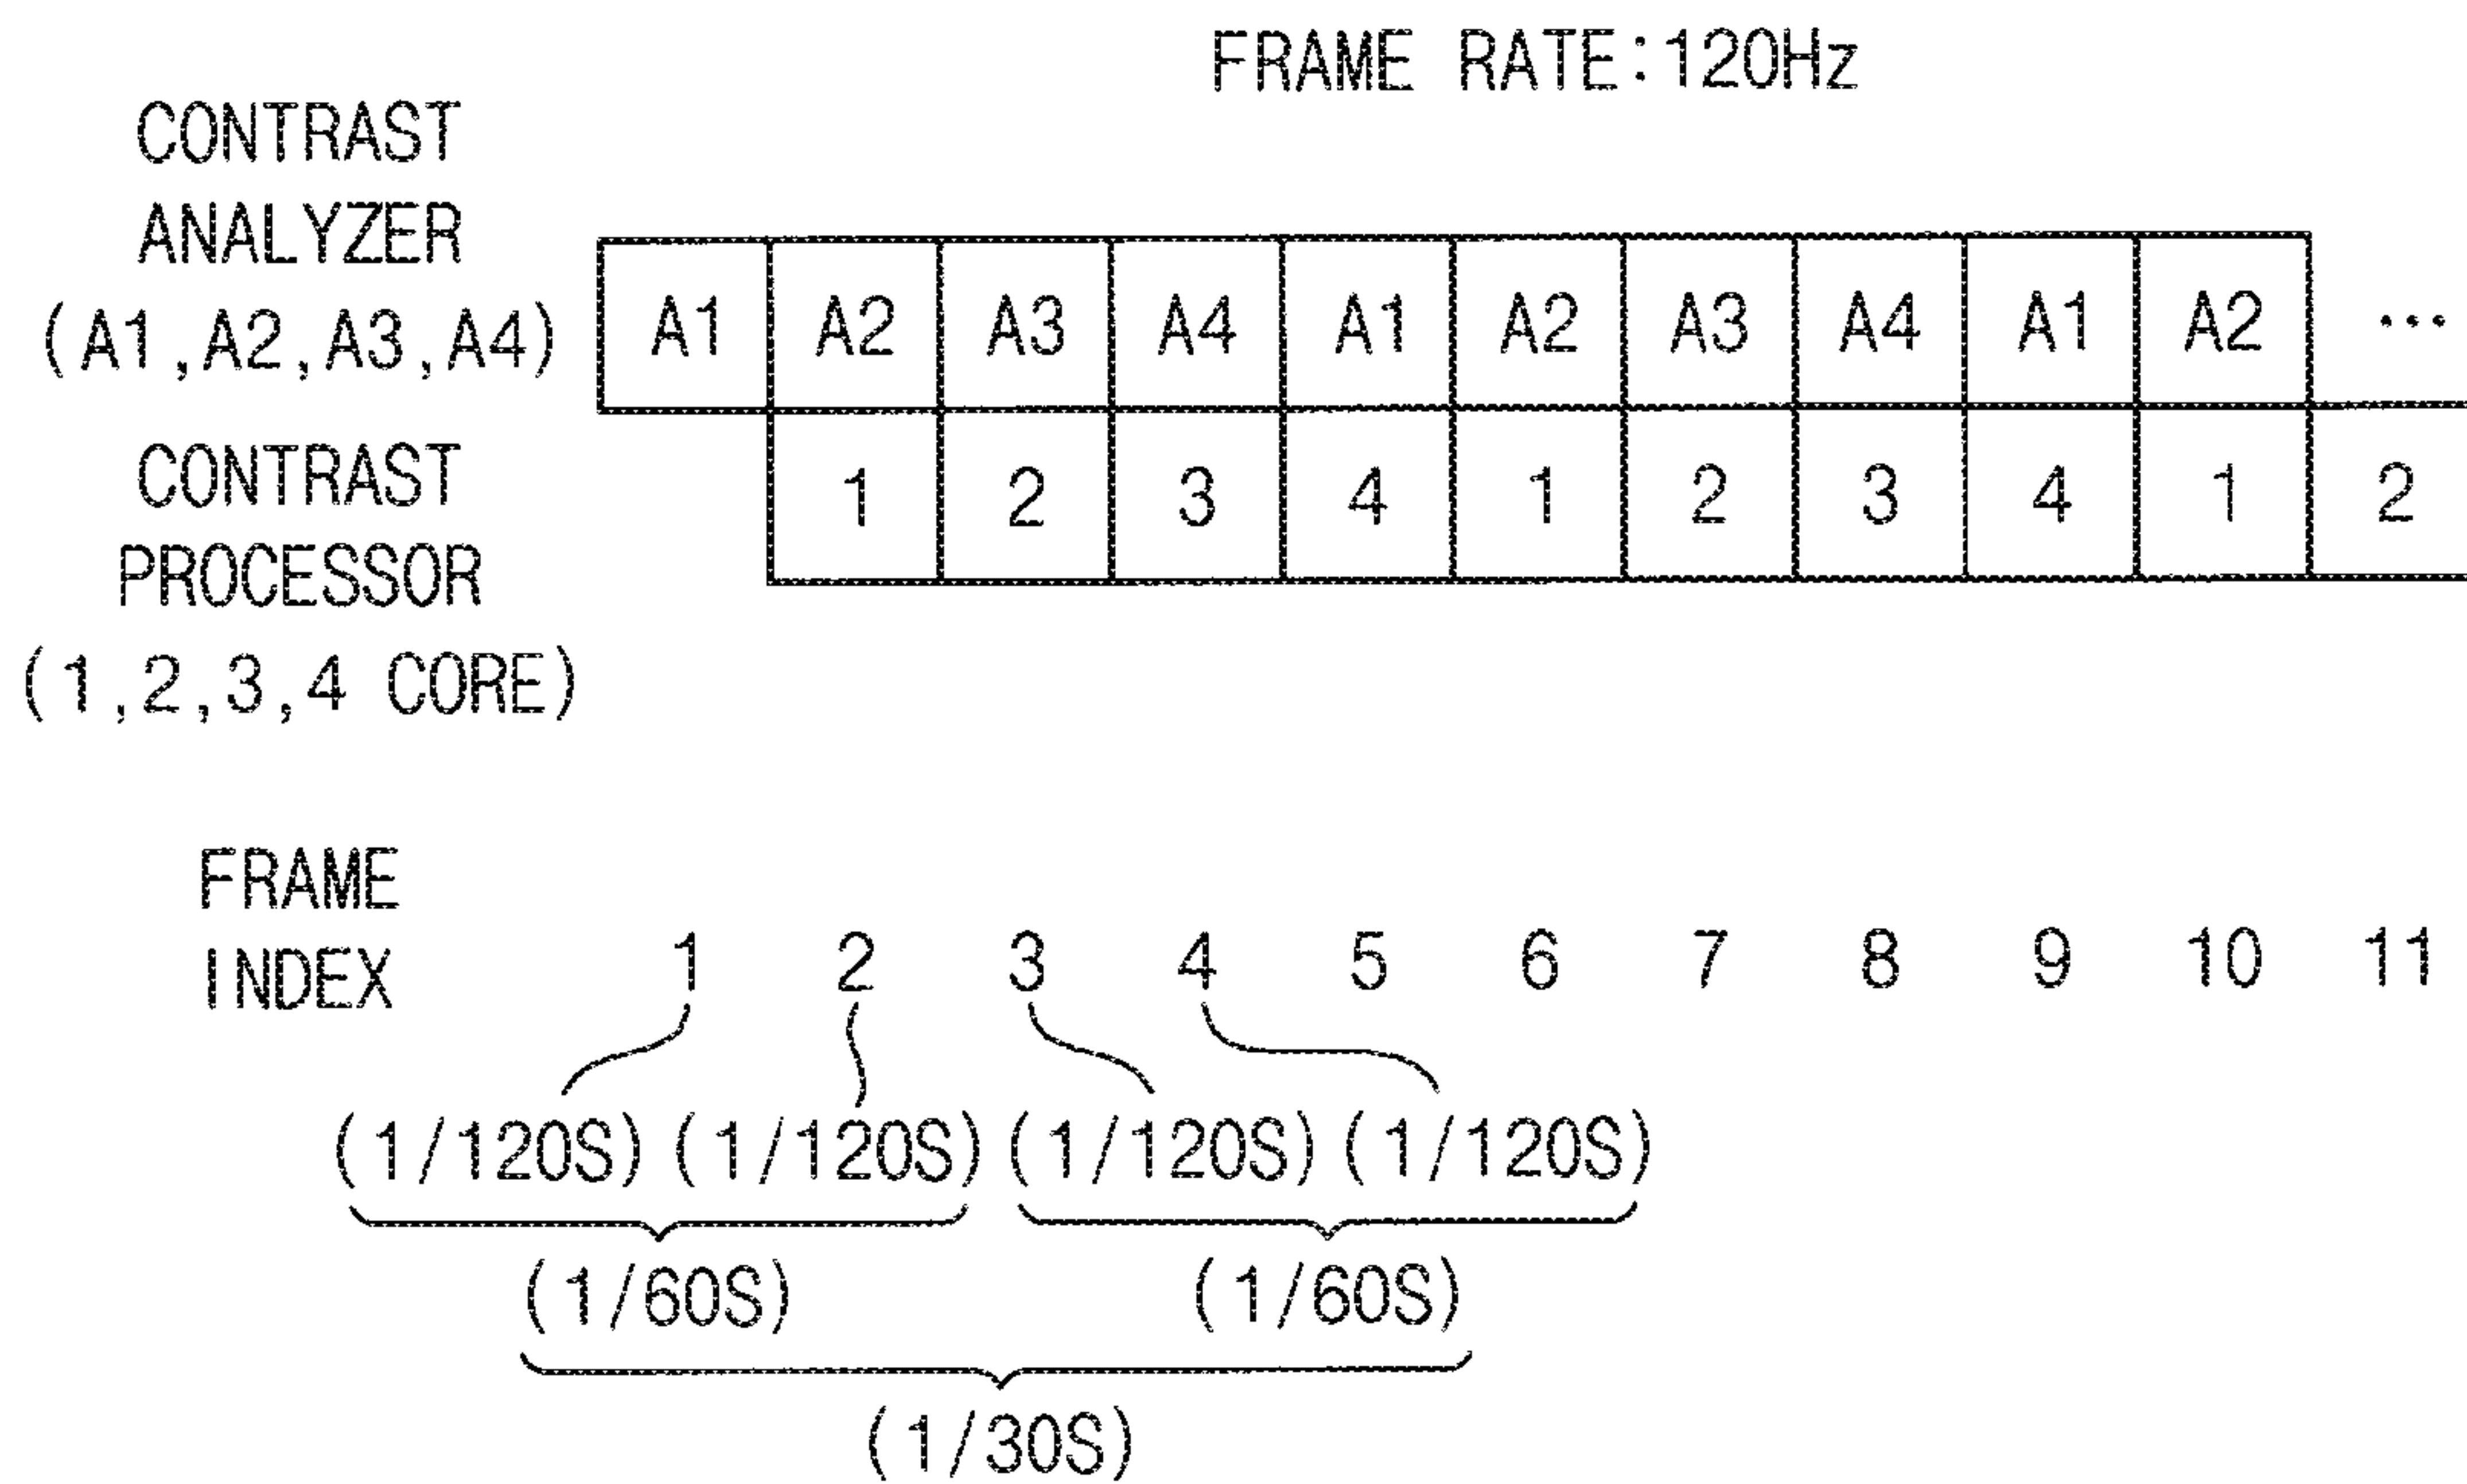 FRAME RATE:120Hz
CONTRAST
ANALYZER
(A1,A2,A3,A4)
A1 A2 A3 A4 A1 A2 A3 A4 A1 A2 ...
CONTRAST
PROCESSOR
(1,2,3,4 CORE)
1 2 3 4 1 2 3 4 1 2
FRAME
INDEX
1 2 3 4 5 6 7 8 9 10 11
(1/120S) (1/120S) (1/120S) (1/120S)
(1/60S) (1/60S)
(1/30S)